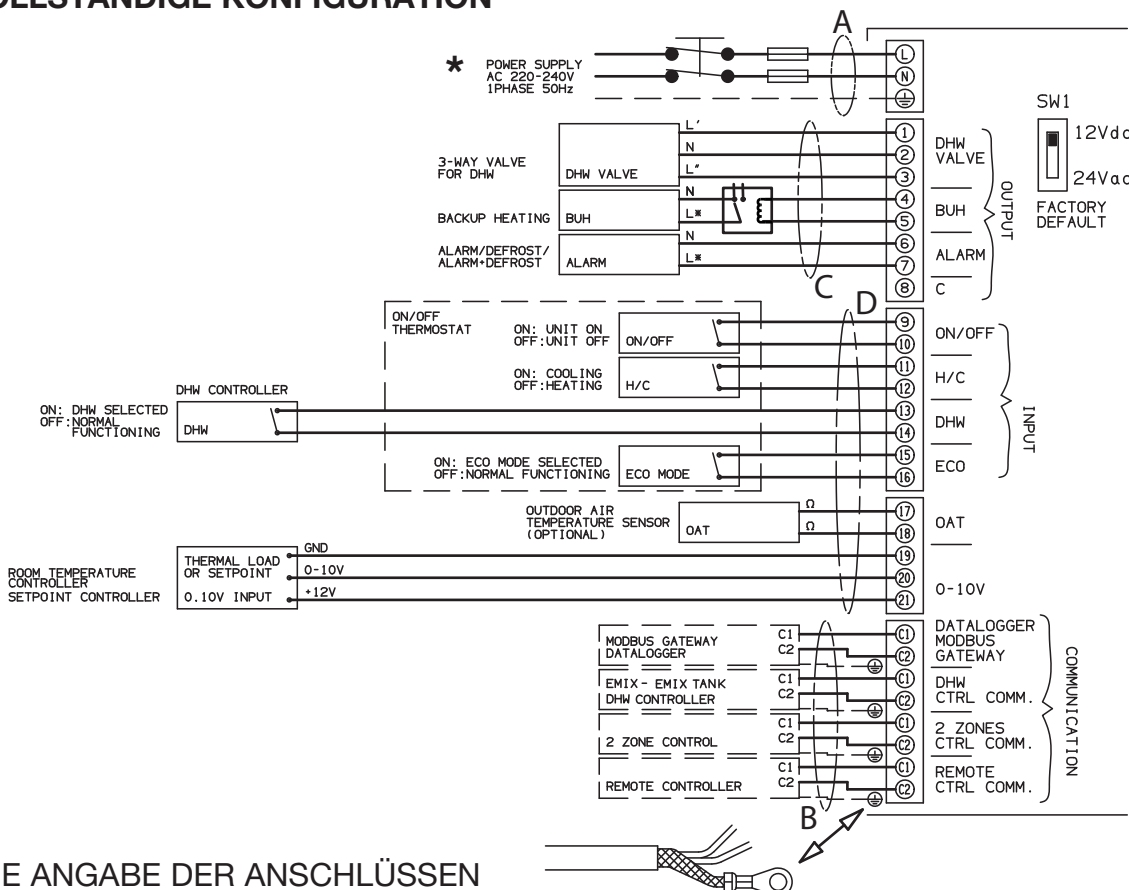 VOLLSTÄNDIGE KONFIGURATION
A
* POWER SUPPLY
AC 220-240V
1PHASE 50Hz
L
N
SW1
12Vdc
24Vac
FACTORY
DEFAULT
3-WAY VALVE
FOR DHW
DHW VALVE
L'
N
L"
1
2
3
DHW
VALVE
BACKUP HEATING
BUH
N
L*
4
5
BUH
ALARM/DEFROST/
ALARM+DEFROST
ALARM
N
L*
6
7
ALARM
8
C
OUTPUT
C
D
ON/OFF
THERMOSTAT
ON: UNIT ON
OFF:UNIT OFF
ON/OFF
9
10
ON/OFF
ON: COOLING
OFF:HEATING
H/C
11
12
H/C
DHW CONTROLLER
ON: DHW SELECTED
OFF:NORMAL
FUNCTIONING
DHW
13
14
DHW
ON: ECO MODE SELECTED
OFF:NORMAL FUNCTIONING
ECO MODE
15
16
ECO
INPUT
OUTDOOR AIR
TEMPERATURE SENSOR
(OPTIONAL)
OAT
Ω
Ω
17
18
OAT
ROOM TEMPERATURE
CONTROLLER
SETPOINT CONTROLLER
THERMAL LOAD
OR SETPOINT
0.10V INPUT
GND
0-10V
+12V
19
20
21
0-10V
MODBUS GATEWAY
DATALOGGER
C1
C2
C1
C2
DATALOGGER
MODBUS
GATEWAY
EMIX- EMIX TANK
DHW CONTROLLER
C1
C2
C1
C2
DHW
CTRL COMM.
2 ZONE CONTROL
C1
C2
C1
C2
2 ZONES
CTRL COMM.
REMOTE CONTROLLER
C1
C2
C1
C2
REMOTE
CTRL COMM.
COMMUNICATION
B
E ANGABE DER ANSCHLÜSSEN